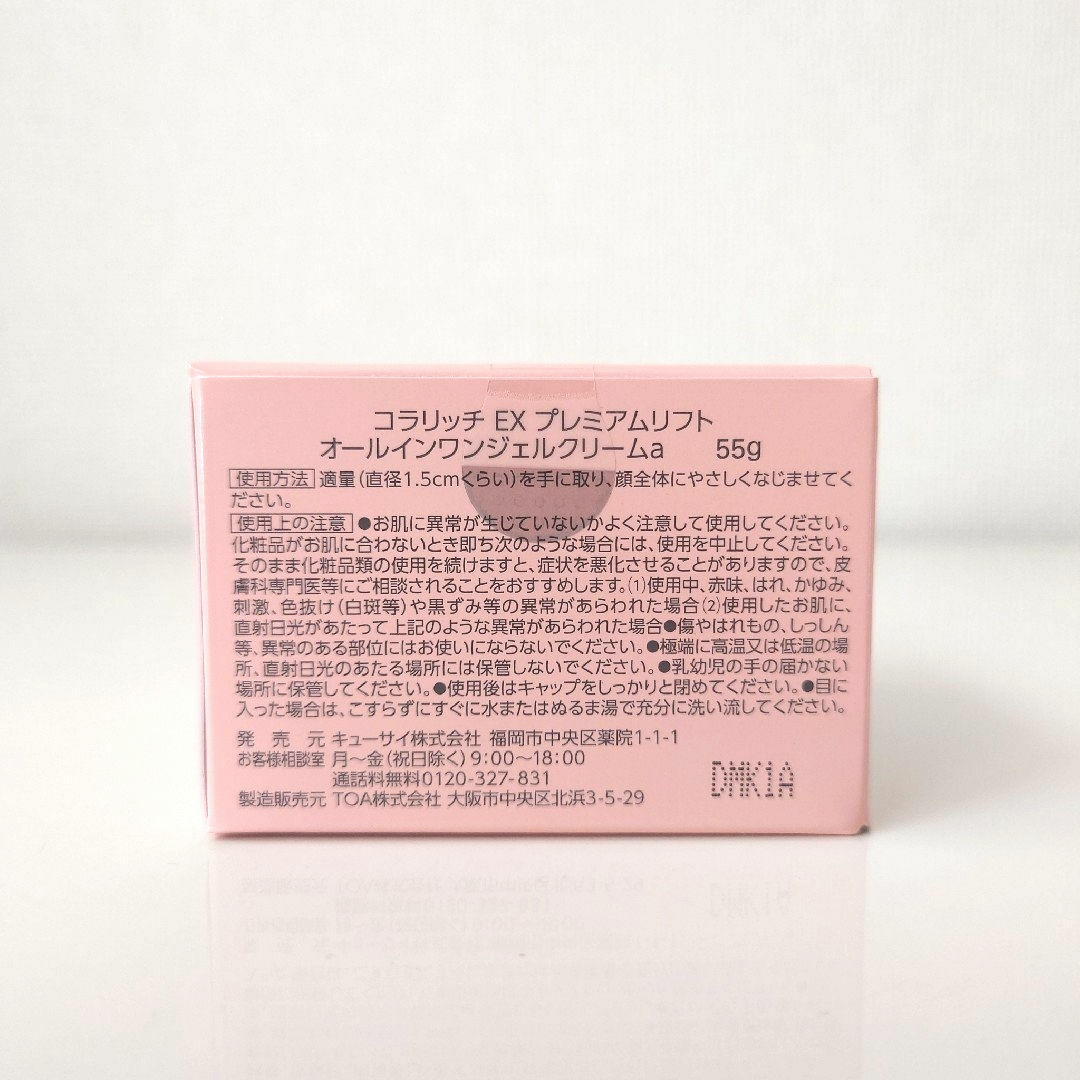 コラリッチ EX プレミアムリフト
オールインワンジェルクリームa 55g
使用方法 適量(直径1.5cmくらい)を手に取り、顔全体にやさしくなじませてく
ださい。
使用上の注意 ●お肌に異常が生じていないかよく注意して使用してください。
化粧品がお肌に合わないとき即ち次のような場合には、使用を中止してください。
そのまま化粧品類の使用を続けますと、症状を悪化させることがありますので、皮
膚科専門医等にご相談されることをおすすめします。(1)使用中、赤味、はれ、かゆみ、
刺激、色抜け(白斑等)や黒ずみ等の異常があらわれた場合(2)使用したお肌に、
直射日光があたって上記のような異常があらわれた場合●傷やはれもの、しっしん
等、異常のある部位にはお使いにならないでください。●極端に高温又は低温の場
所、直射日光のあたる場所には保管しないでください。●乳幼児の手の届かない
場所に保管してください。●使用後はキャップをしっかりと閉めてください。●目に
入った場合は、こすらずにすぐに水またはぬるま湯で充分に洗い流してください。
発売元 キューサイ株式会社 福岡市中央区薬院1-1-1
お客様相談室 月〜金(祝日除く)9:00〜18:00
通話料無料0120-327-831
製造販売元 TOA株式会社 大阪市中央区北浜3-5-29
DMK1A